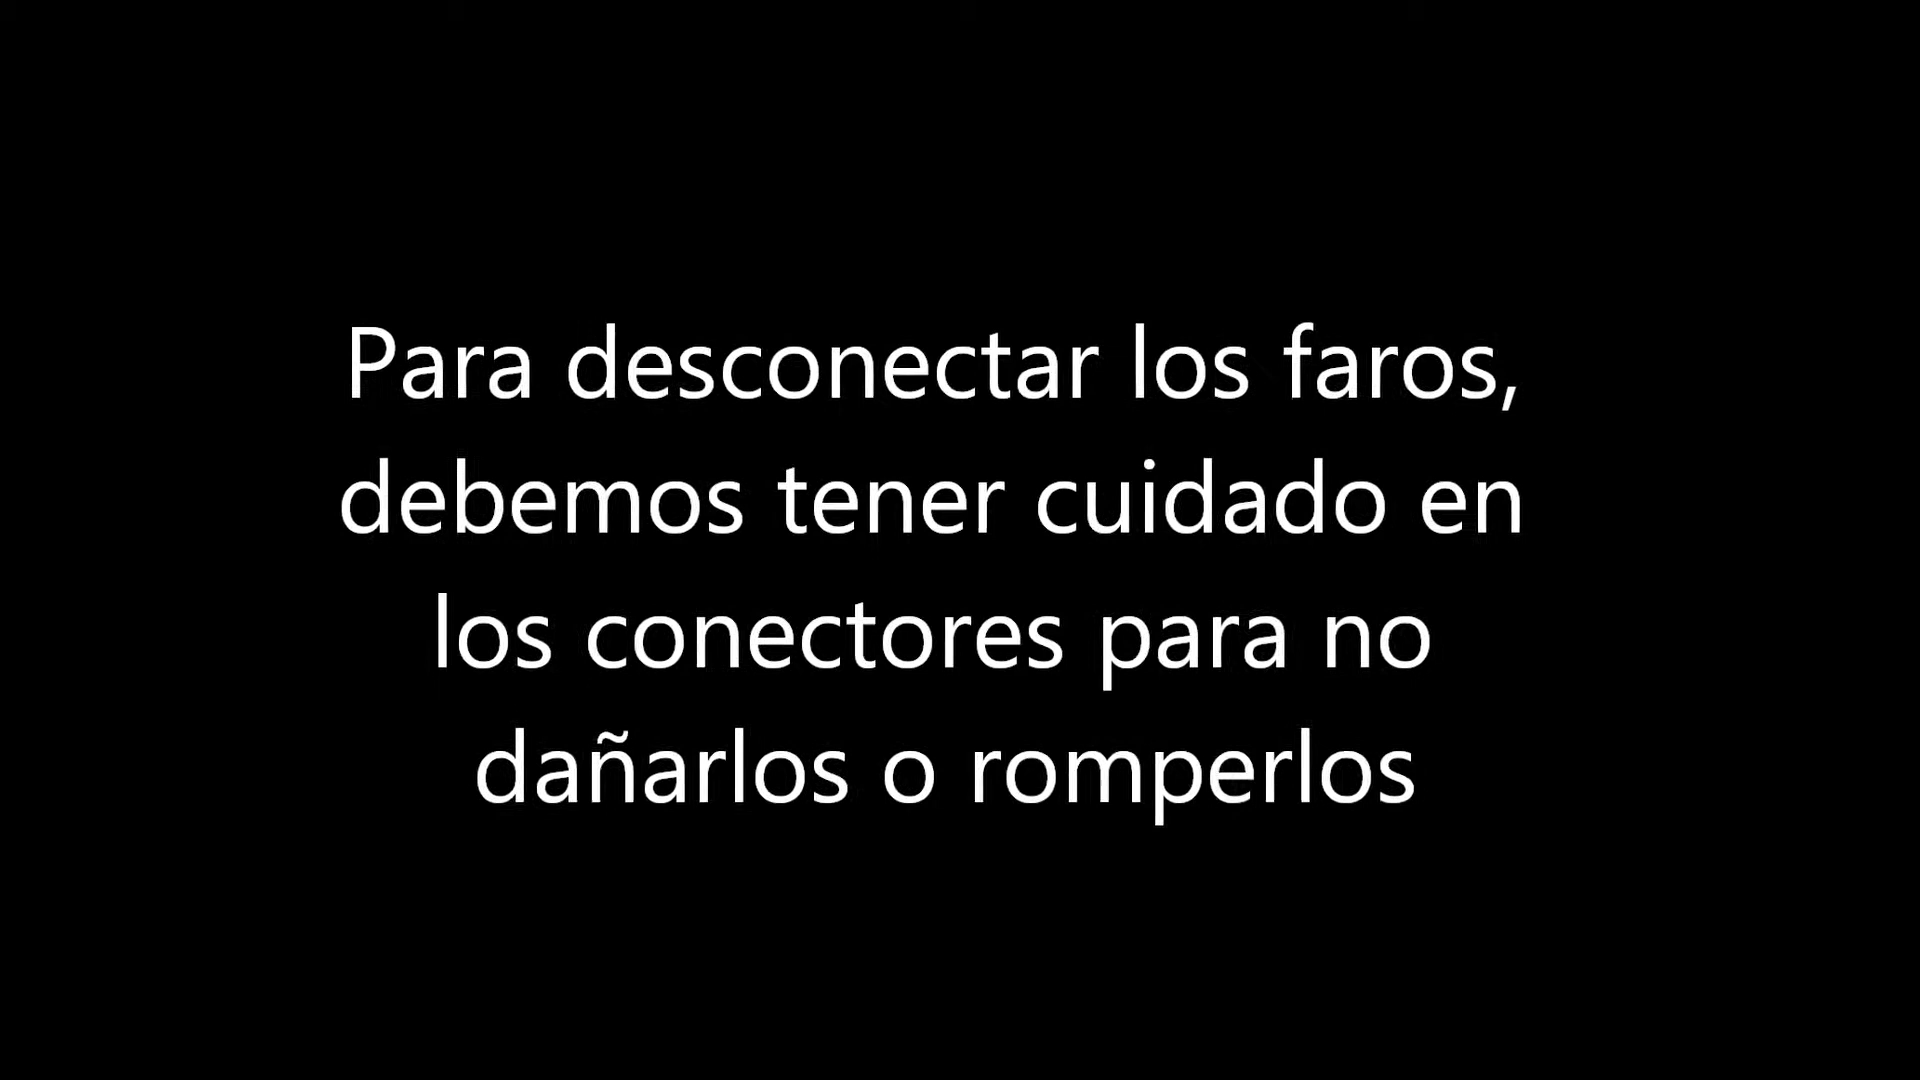 Para desconectar los faros,
debemos tener cuidado en
los conectores para no
dañarlos o romperlos